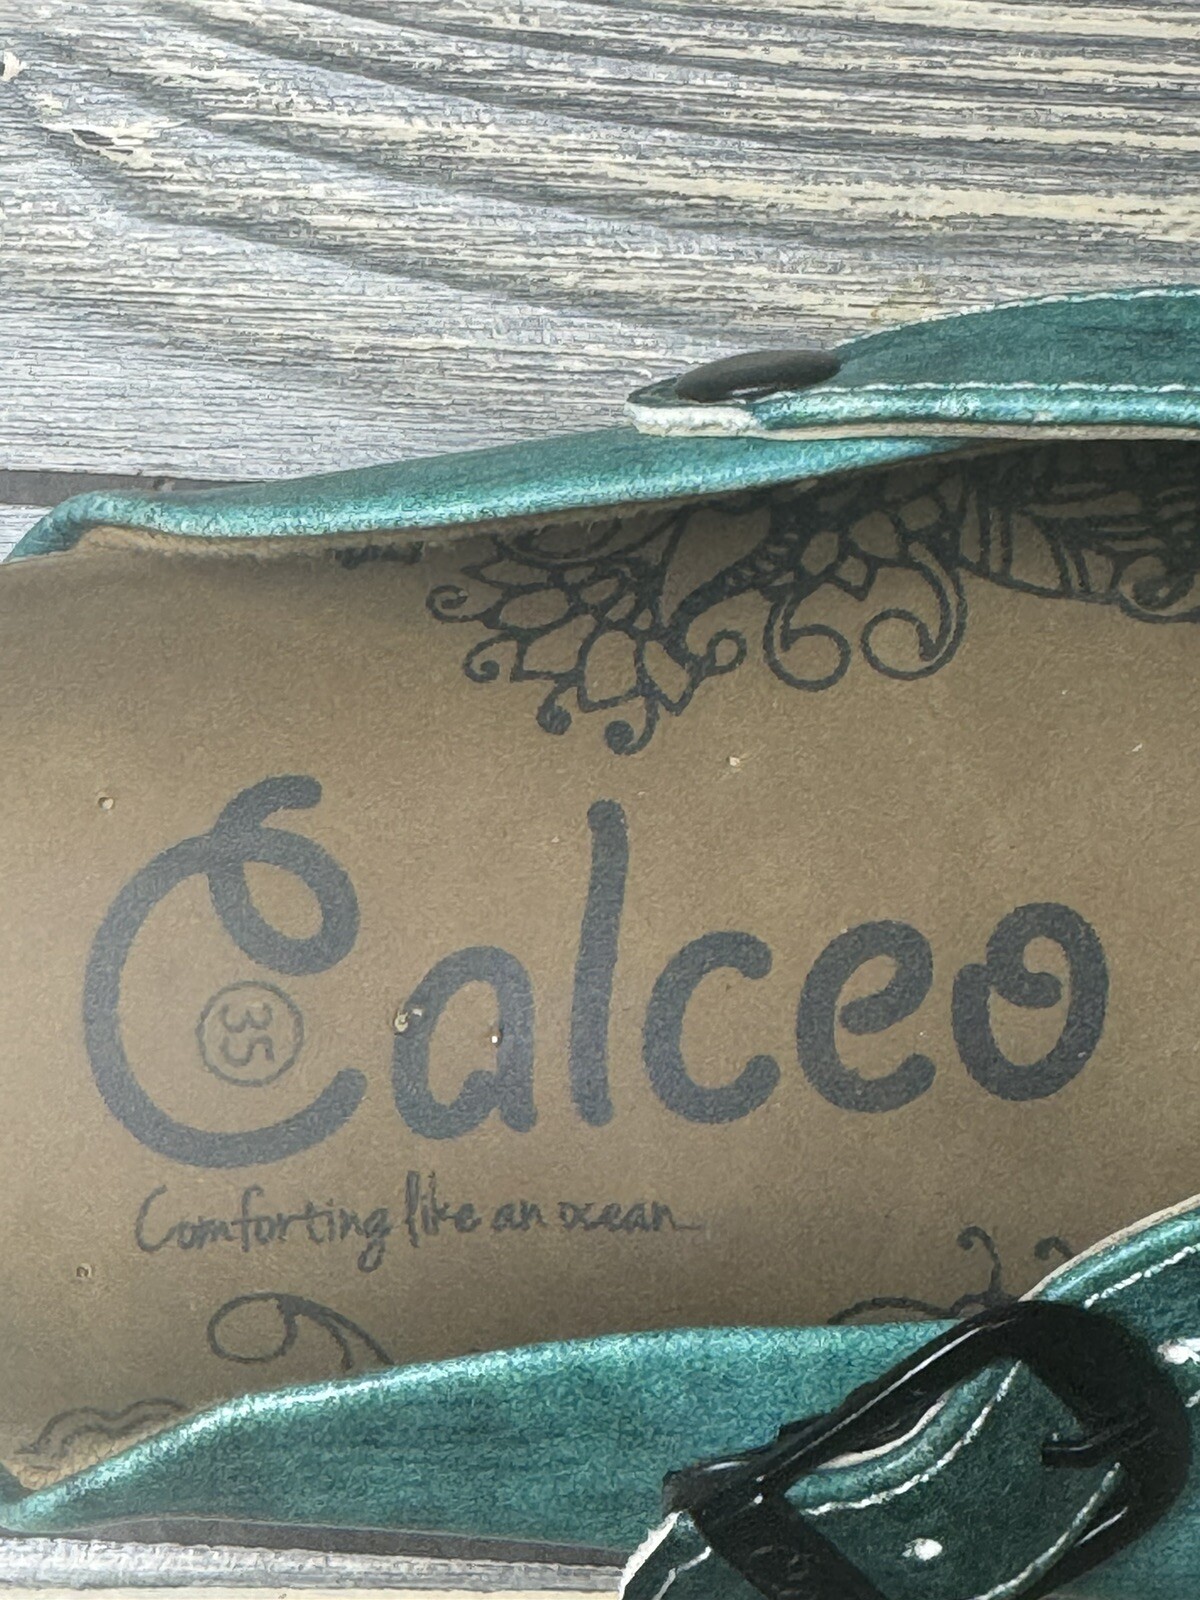 Calceo
35
Comforting like an ocean